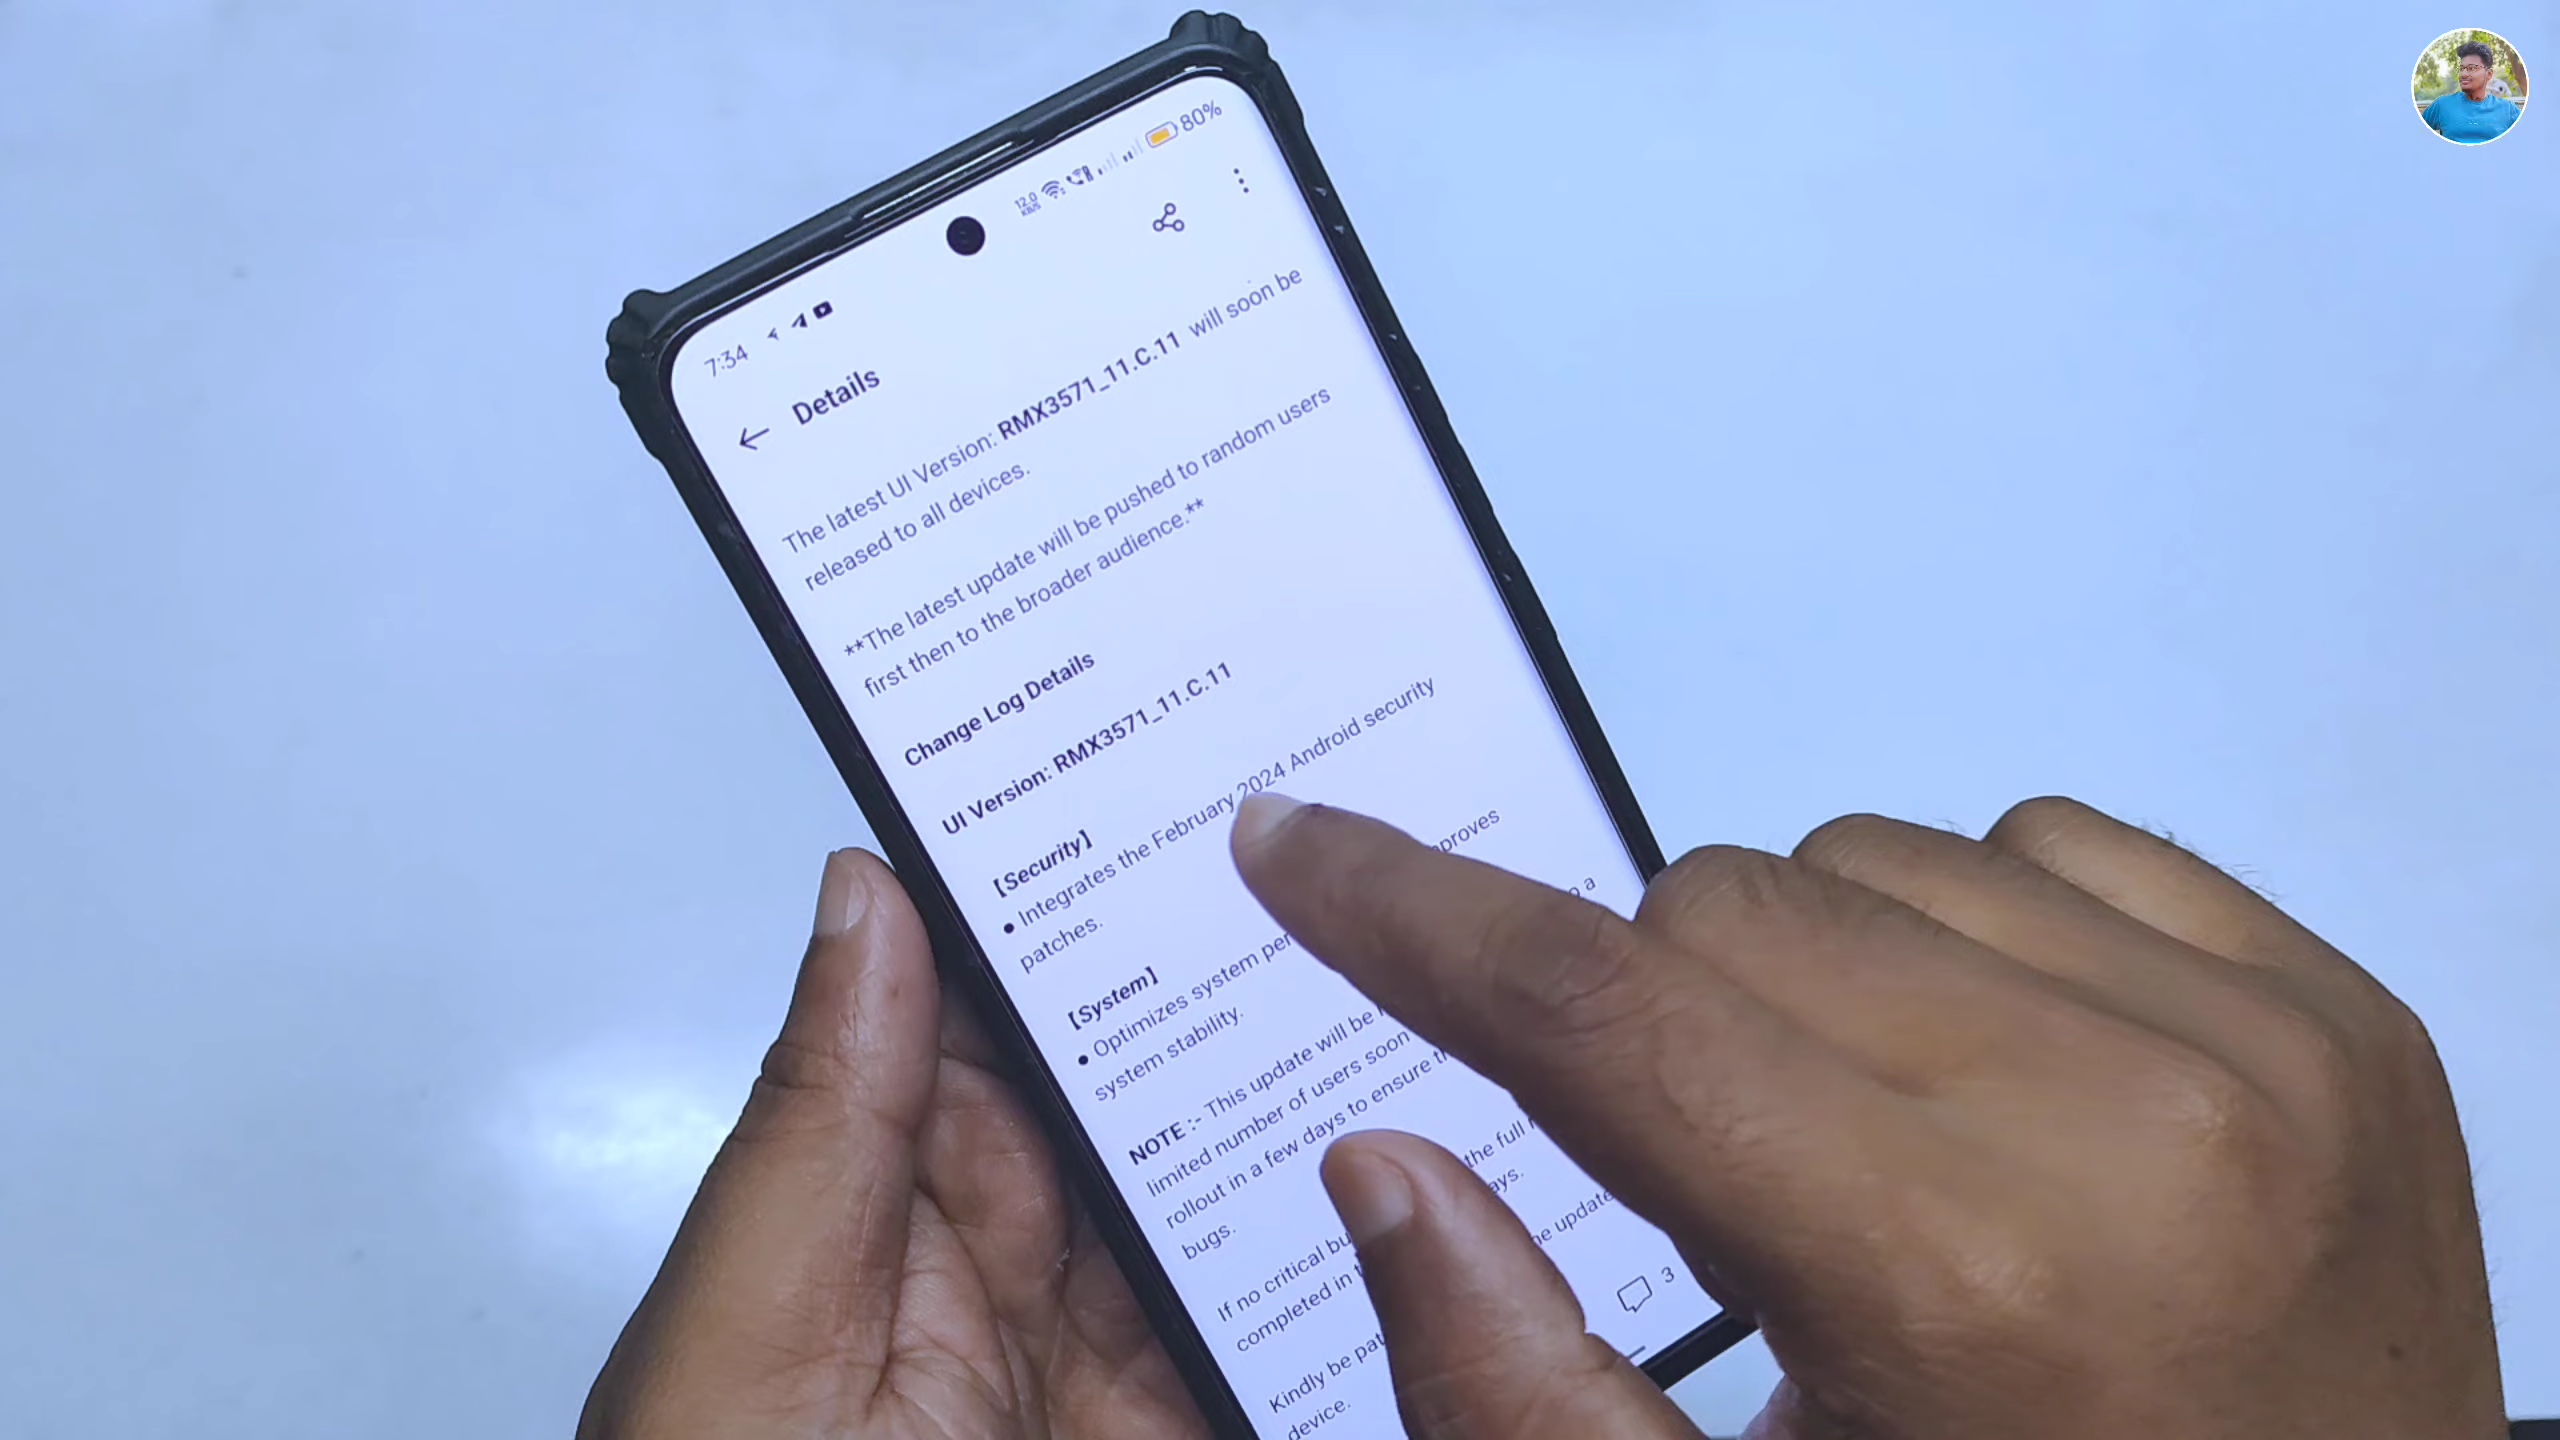 7:34
12.0
KB/S
80%
Details
The latest UI Version: RMX3571_11.C.11 will soon be
released to all devices.
**The latest update will be pushed to random users
first then to the broader audience.**
Change Log Details
UI Version: RMX3571_11.C.11
【Security】
● Integrates the February 2024 Android security
patches.
【System】
● Optimizes system
system stability.
NOTE :- This update will be a
limited number of users soon
rollout in a few days to ensure
bugs.
If no critical the full
completed in
Kindly be update
device.
3